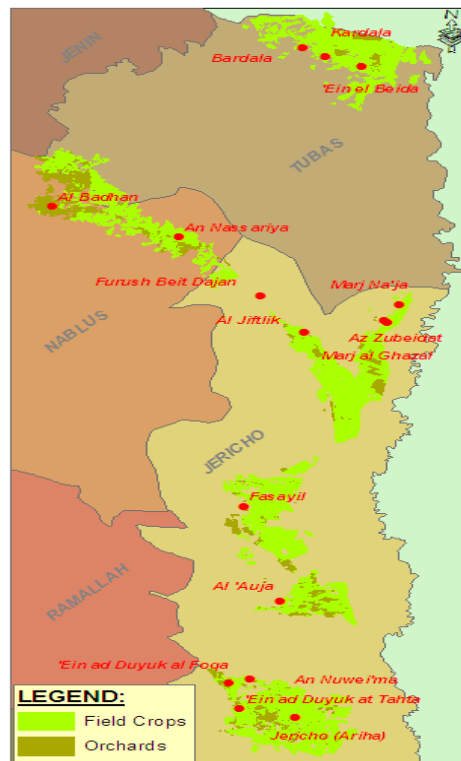 N
Kardala
Bardala
JENIN
'Ein el Beida
TUBAS
Al Badhan
An Nassariya
Furush Beit Dajan
Marj Na'ja
NABLUS
Al Jiftlik
Az Zubeidat
Marj al Ghazal
JERICHO
Fasayil
RAMALLAH
Al 'Auja
'Ein ad Duyuk al Foqa
An Nuwei'ma
'Ein ad Duyuk at Tahta
Jericho (Ariha)
LEGEND:
Field Crops
Orchards